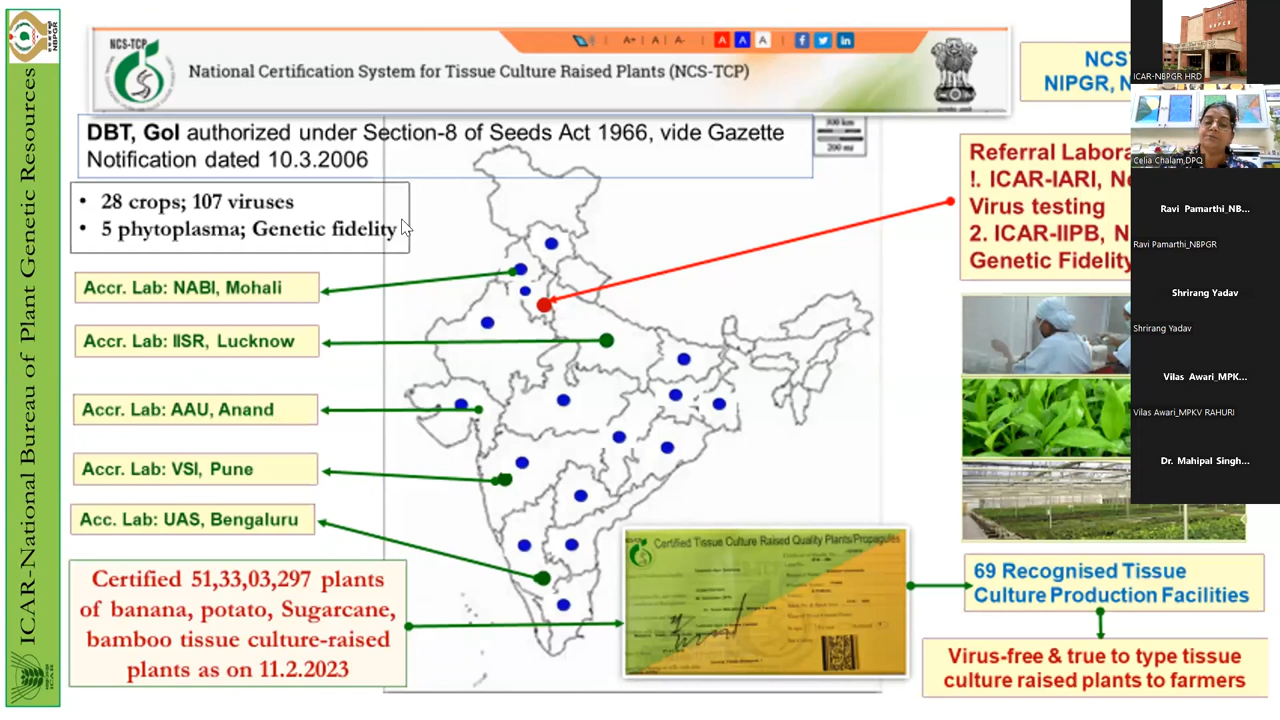 ICAR-National Bureau of Plant Genetic Resources
NBPGR
ICAR
NCS-TCP
A+ | A | A-
A A A
National Certification System for Tissue Culture Raised Plants (NCS-TCP)
DBT, GoI authorized under Section-8 of Seeds Act 1966, vide Gazette
Notification dated 10.3.2006
300 km
200 mi
• 28 crops; 107 viruses
• 5 phytoplasma; Genetic fidelity
Accr. Lab: NABI, Mohali
Accr. Lab: IISR, Lucknow
Accr. Lab: AAU, Anand
Accr. Lab: VSI, Pune
Acc. Lab: UAS, Bengaluru
Certified 51,33,03,297 plants
of banana, potato, Sugarcane,
bamboo tissue culture-raised
plants as on 11.2.2023
Certified Tissue Culture Raised Quality Plants/Propagules
NIPGR, N
Referral Labora
!. ICAR-IARI, Ne
Virus testing
2. ICAR-IIPB, N
Genetic Fidelity
69 Recognised Tissue
Culture Production Facilities
Virus-free & true to type tissue
culture raised plants to farmers
ICAR-NBPGR HRD
Celia Chalam,DPQ
Ravi Pamarthi_NB...
Ravi Pamarthi_NBPGR
Shrirang Yadav
Shrirang Yadav
Vilas Awari_MPK...
Vilas Awari_MPKV RAHURI
Dr. Mahipal Singh...